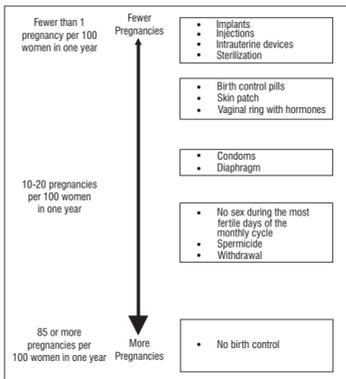 Fewer than 1
pregnancy per 100
women in one year
Fewer
Pregnancies
• Implants
• Injections
• Intrauterine devices
• Sterilization
• Birth control pills
• Skin patch
• Vaginal ring with hormones
10-20 pregnancies
per 100 women
in one year
• Condoms
• Diaphragm
• No sex during the most
fertile days of the
monthly cycle
• Spermicide
• Withdrawal
85 or more
pregnancies per
100 women in one year
More
Pregnancies
• No birth control